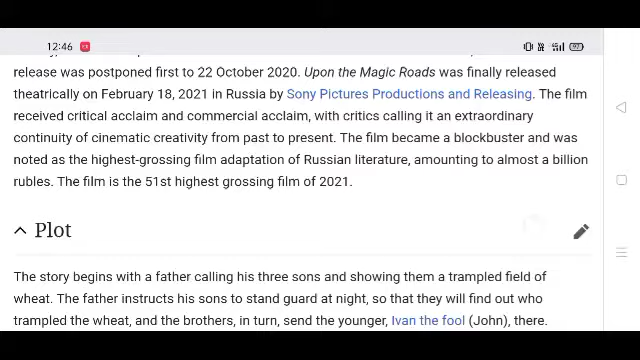 12:46
release was postponed first to 22 October 2020. Upon the Magic Roads was finally released
theatrically on February 18, 2021 in Russia by Sony Pictures Productions and Releasing. The film
received critical acclaim and commercial acclaim, with critics calling it an extraordinary
continuity of cinematic creativity from past to present. The film became a blockbuster and was
noted as the highest-grossing film adaptation of Russian literature, amounting to almost a billion
rubles. The film is the 51st highest grossing film of 2021.
Plot
The story begins with a father calling his three sons and showing them a trampled field of
wheat. The father instructs his sons to stand guard at night, so that they will find out who
trampled the wheat, and the brothers, in turn, send the younger, Ivan the fool (John), there.